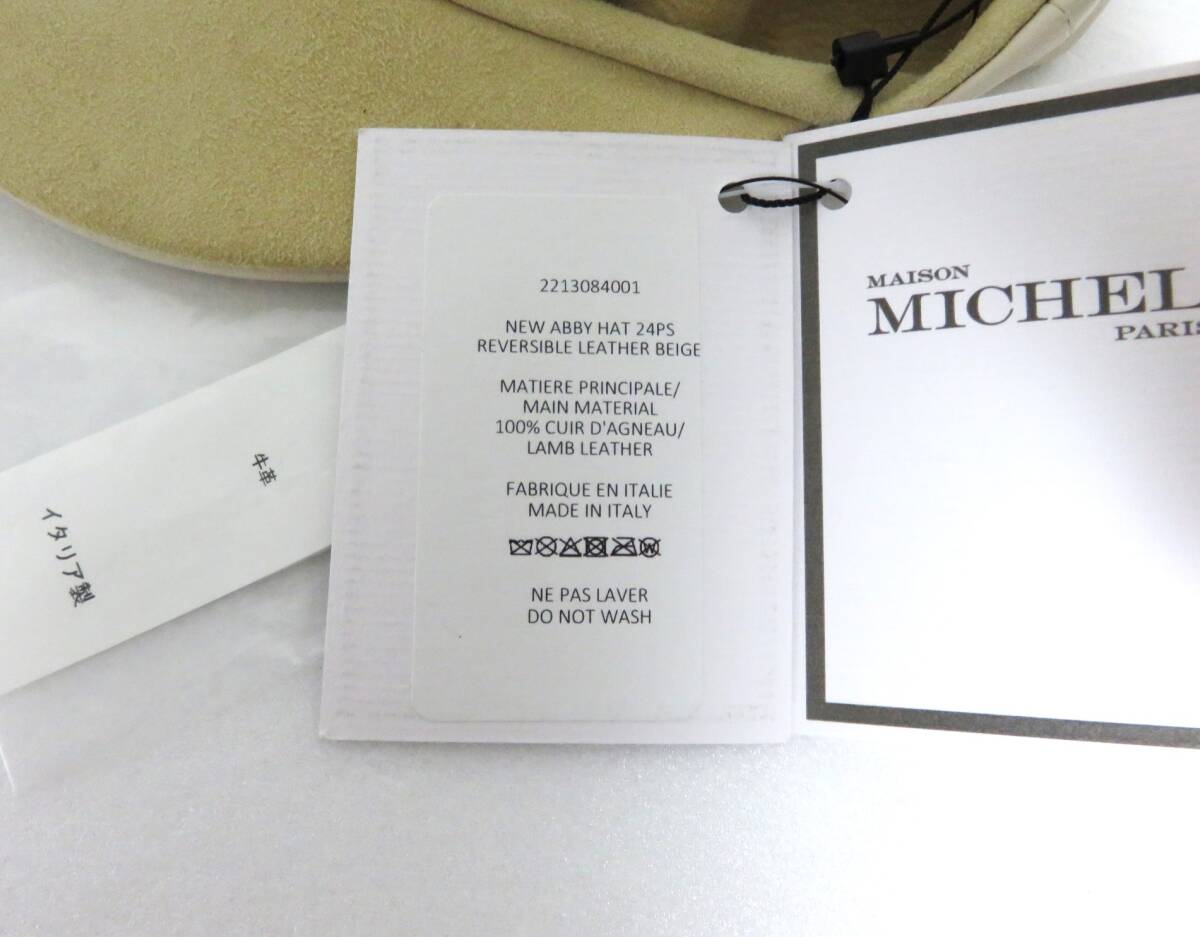 2213084001
NEW ABBY HAT 24PS
REVERSIBLE LEATHER BEIGE
MATIERE PRINCIPALE/
MAIN MATERIAL
100% CUIR D'AGNEAU/
LAMB LEATHER
FABRIQUE EN ITALIE
MADE IN ITALY
W
NE PAS LAVER
DO NOT WASH
MAISON
MICHEL
PARIS
牛革
イタリア製